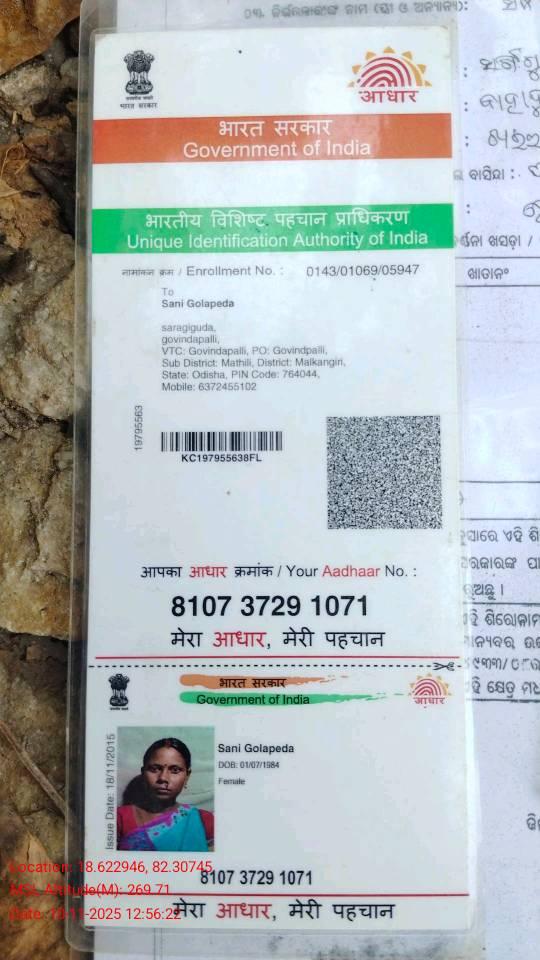 ୦୩. ନିର୍ଭରକାରଙ୍କ ନାମ (ସ୍ତ୍ରୀ ଓ ଅନ୍ୟାନ୍ୟ):
भारत सरकार
आधार
भारत सरकार
Government of India
ବାସିନ୍ଦା :
भारतीय विशिष्ट पहचान प्राधिकरण
Unique Identification Authority of India
नामांकन क्रम / Enrollment No. : 0143/01069/05947
ଖାତାନଂ
To
Sani Golapeda
saragiguda,
govindapalli,
VTC: Govindapalli, PO: Govindpalli,
Sub District: Mathili, District: Malkangiri,
State: Odisha, PIN Code: 764044,
Mobile: 6372455102
19795563
KC197955638FL
आपका आधार क्रमांक / Your Aadhaar No. :
8107 3729 1071
मेरा आधार, मेरी पहचान
भारत सरकार
Government of India
आधार
Issue Date: 18/11/2015
Sani Golapeda
DOB: 01/07/1984
Female
8107 3729 1071
मेरा आधार, मेरी पहचान
Location: 18.622946, 82.30745
MSL Altitude(M): 269.71
Date: 10-11-2025 12:56:22